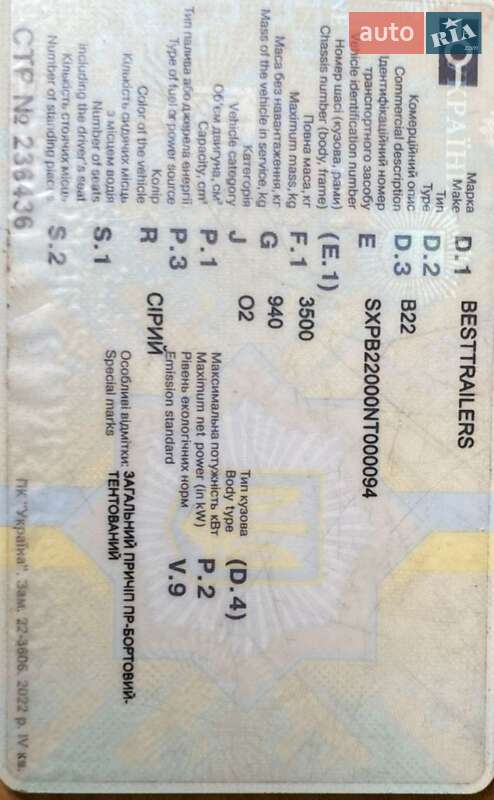 auto RIA.com
УКРАЇН
Марка
Make D.1 BESTTRAILERS
Тип
Type D.2
Комерційний опис
Commercial description D.3 B22
Ідентифікаційний номер
транспортного засобу
Vehicle identification number E SXPB22000NT000094
Номер шасі (кузова, рами)
Chassis number (body, frame) (E.1)
Повна маса, кг
Maximum mass, kg F.1 3500
Маса без навантаження, кг
Mass of the vehicle in service, kg G 940
Категорія
Vehicle category J O2
Тип кузова
Body type (D.4)
Об'єм двигуна, см³
Capacity, cm³ P.1
Максимальна потужність кВт
Maximum net power (in kW) P.2
Тип палива або джерела енергії
Type of fuel or power source P.3
Рівень екологічних норм
Emission standard V.9
Колір
Color of the vehicle R СІРИЙ
Кількість сидячих місць
з місцем водія
Number of seats
including the driver's seat S.1
Особливі відмітки: ЗАГАЛЬНИЙ ПРИЧІП ПР-БОРТОВИЙ-
Special marks ТЕНТОВАНИЙ
Кількість стоячих місць
Number of standing places S.2
СТР № 236436
ПК "Україна". Зам. 22-3606. 2022 р. IV кв.